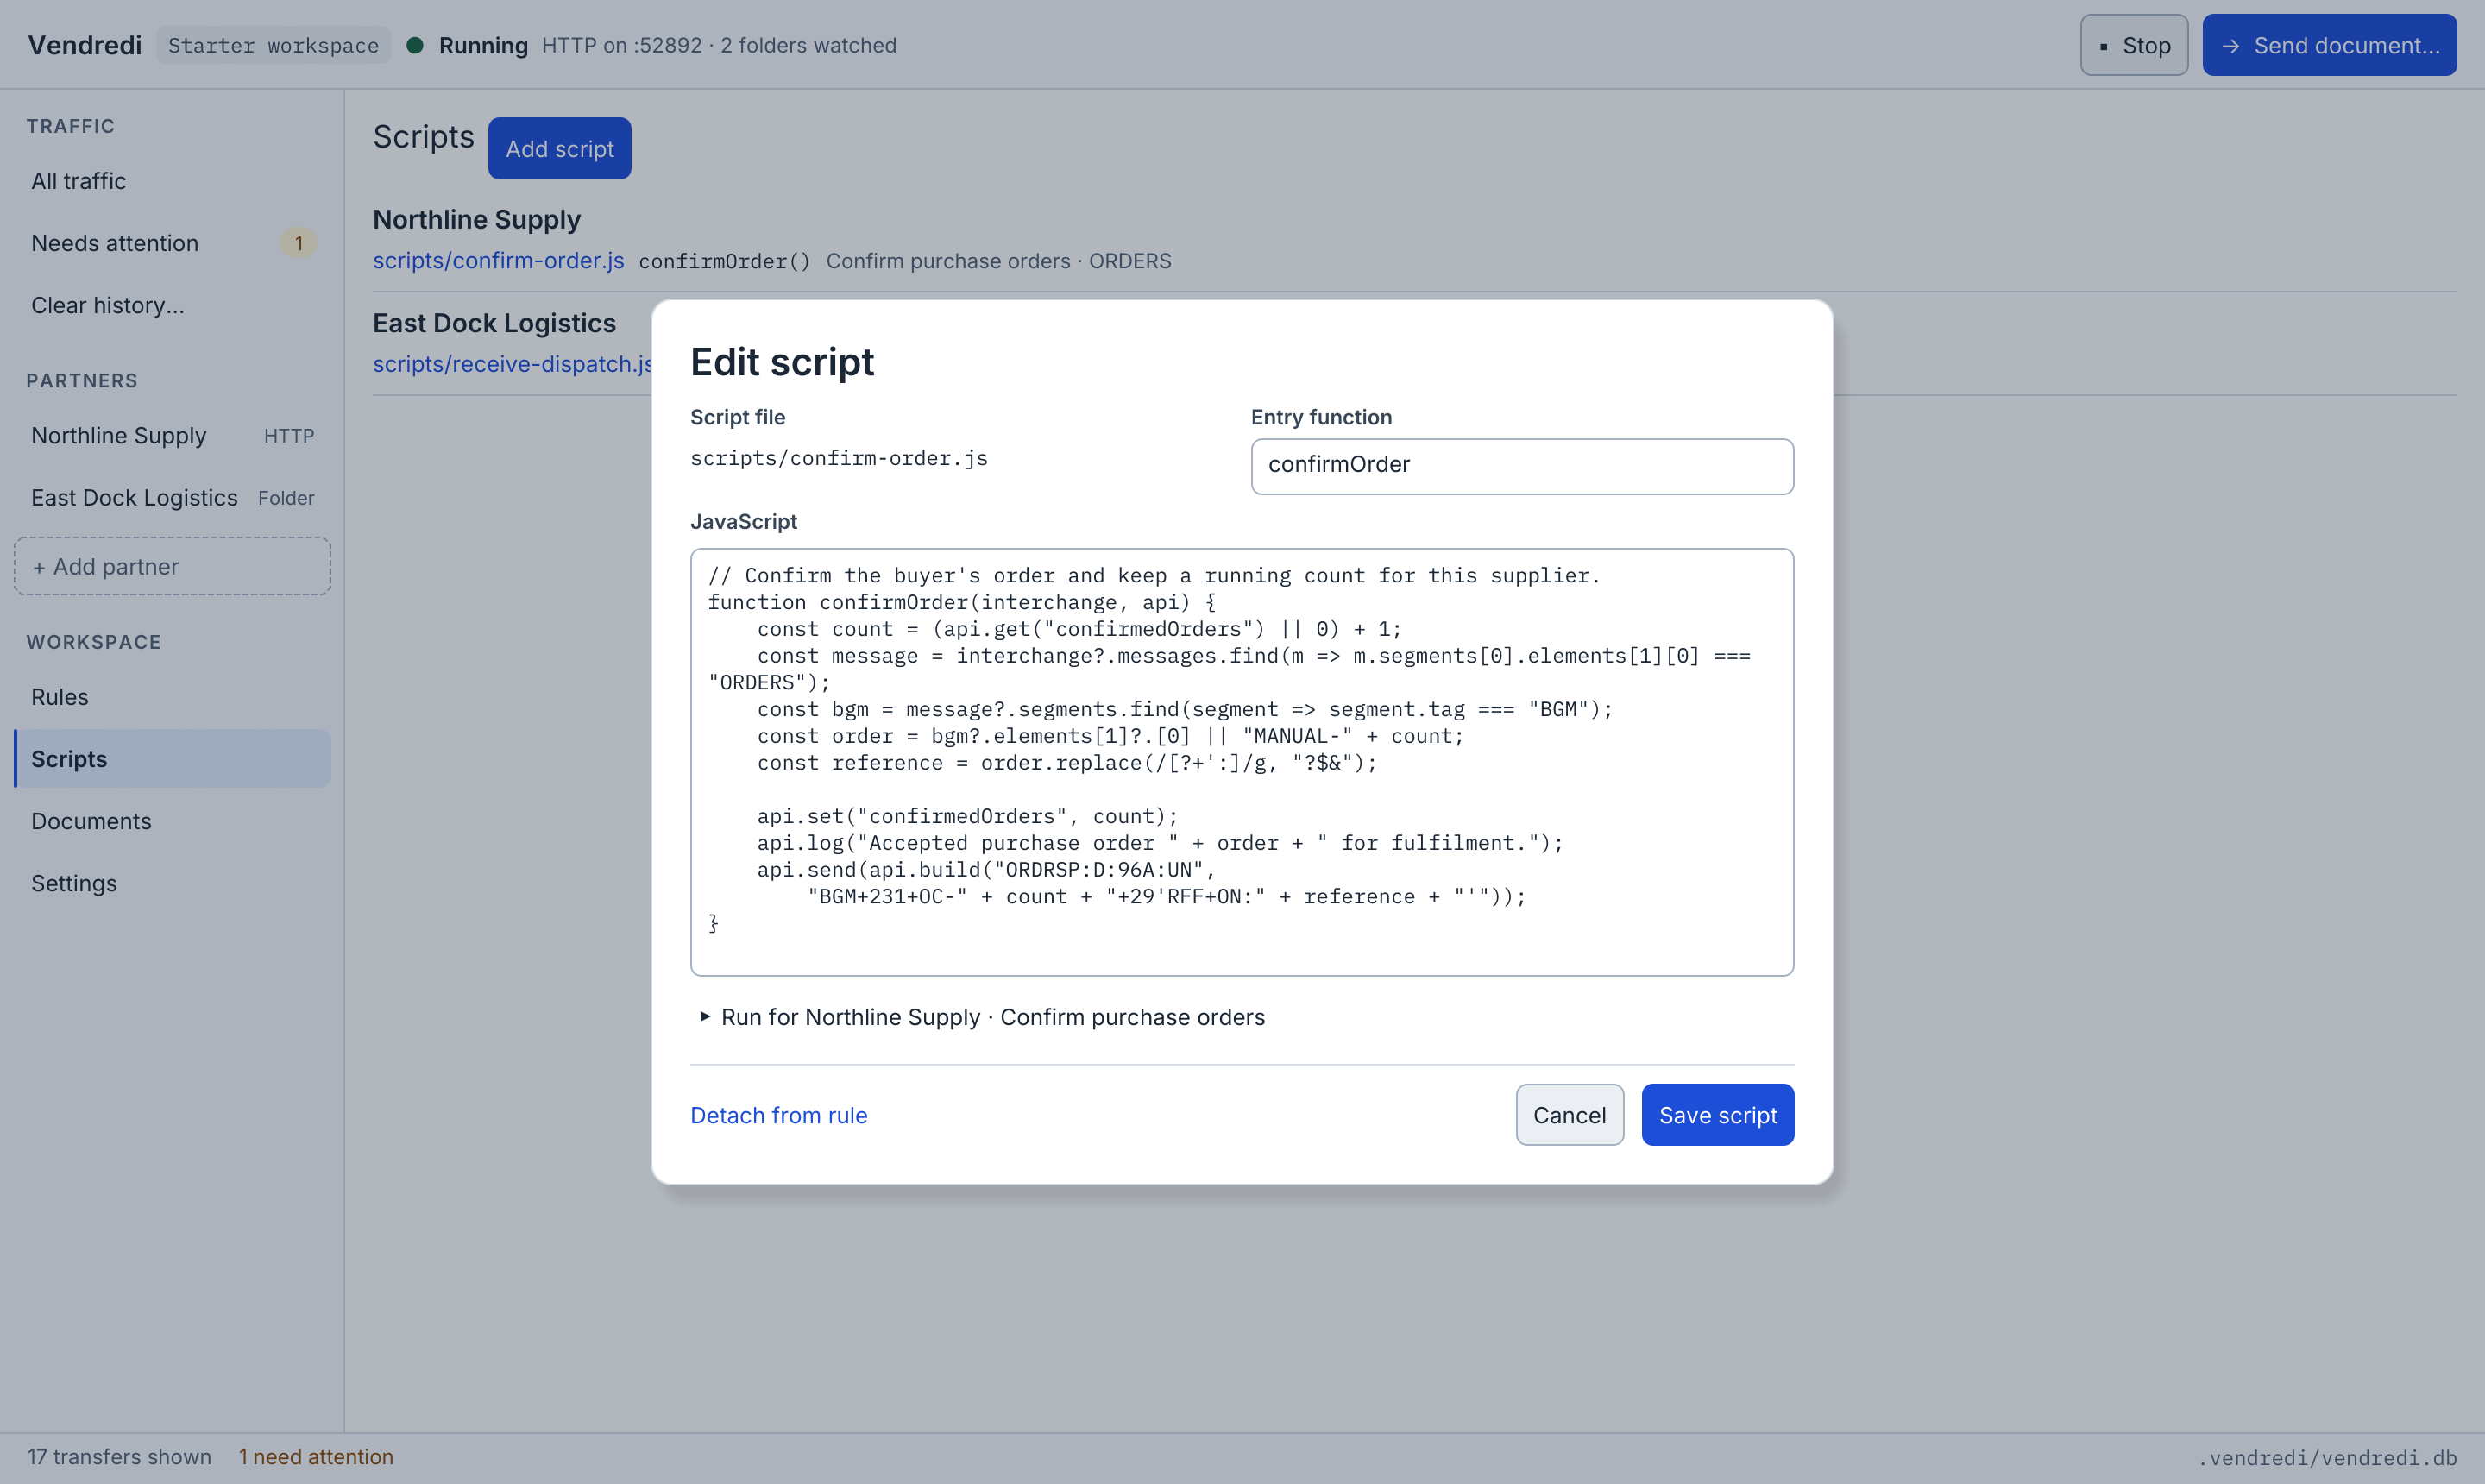 Vendredi Starter workspace Running HTTP on :52892 · 2 folders watched Stop → Send document...
TRAFFIC
All traffic
Needs attention 1
Clear history...
PARTNERS
Northline Supply HTTP
East Dock Logistics Folder
+ Add partner
WORKSPACE
Rules
Scripts
Documents
Settings
Scripts Add script
Northline Supply
scripts/confirm-order.js confirmOrder() Confirm purchase orders · ORDERS
East Dock Logistics
scripts/receive-dispatch.js
Edit script
Script file
scripts/confirm-order.js
Entry function
confirmOrder
JavaScript
// Confirm the buyer's order and keep a running count for this supplier.
function confirmOrder(interchange, api) {
    const count = (api.get("confirmedOrders") || 0) + 1;
    const message = interchange?.messages.find(m => m.segments[0].elements[1][0] ===
"ORDERS");
    const bgm = message?.segments.find(segment => segment.tag === "BGM");
    const order = bgm?.elements[1]?.[0] || "MANUAL-" + count;
    const reference = order.replace(/[?+':]/g, "?$&");
    api.set("confirmedOrders", count);
    api.log("Accepted purchase order " + order + " for fulfilment.");
    api.send(api.build("ORDRSP:D:96A:UN",
        "BGM+231+OC-" + count + "+29'RFF+ON:" + reference + "'"));
}
▸ Run for Northline Supply · Confirm purchase orders
Detach from rule Cancel Save script
17 transfers shown 1 need attention .vendredi/vendredi.db